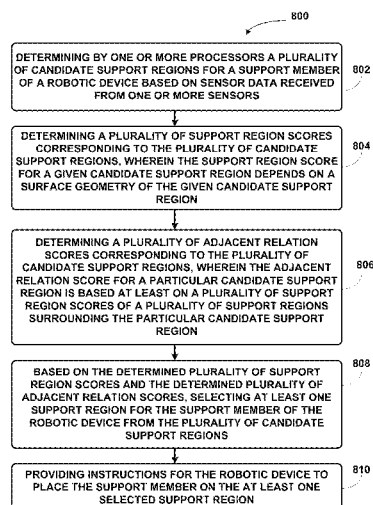 800
DETERMINING BY ONE OR MORE PROCESSORS A PLURALITY
OF CANDIDATE SUPPORT REGIONS FOR A SUPPORT MEMBER
OF A ROBOTIC DEVICE BASED ON SENSOR DATA RECEIVED
FROM ONE OR MORE SENSORS
802
DETERMINING A PLURALITY OF SUPPORT REGION SCORES
CORRESPONDING TO THE PLURALITY OF CANDIDATE
SUPPORT REGIONS, WHEREIN THE SUPPORT REGION SCORE
FOR A GIVEN CANDIDATE SUPPORT REGION DEPENDS ON A
SURFACE GEOMETRY OF THE GIVEN CANDIDATE SUPPORT
REGION
804
DETERMINING A PLURALITY OF ADJACENT RELATION
SCORES CORRESPONDING TO THE PLURALITY OF
CANDIDATE SUPPORT REGIONS, WHEREIN THE ADJACENT
RELATION SCORE FOR A PARTICULAR CANDIDATE SUPPORT
REGION IS BASED AT LEAST ON A PLURALITY OF SUPPORT
REGION SCORES OF A PLURALITY OF SUPPORT REGIONS
SURROUNDING THE PARTICULAR CANDIDATE SUPPORT
REGION
806
BASED ON THE DETERMINED PLURALITY OF SUPPORT
REGION SCORES AND THE DETERMINED PLURALITY OF
ADJACENT RELATION SCORES, SELECTING AT LEAST ONE
SUPPORT REGION FOR THE SUPPORT MEMBER OF THE
ROBOTIC DEVICE FROM THE PLURALITY OF CANDIDATE
SUPPORT REGIONS
808
PROVIDING INSTRUCTIONS FOR THE ROBOTIC DEVICE TO
PLACE THE SUPPORT MEMBER ON THE AT LEAST ONE
SELECTED SUPPORT REGION
810